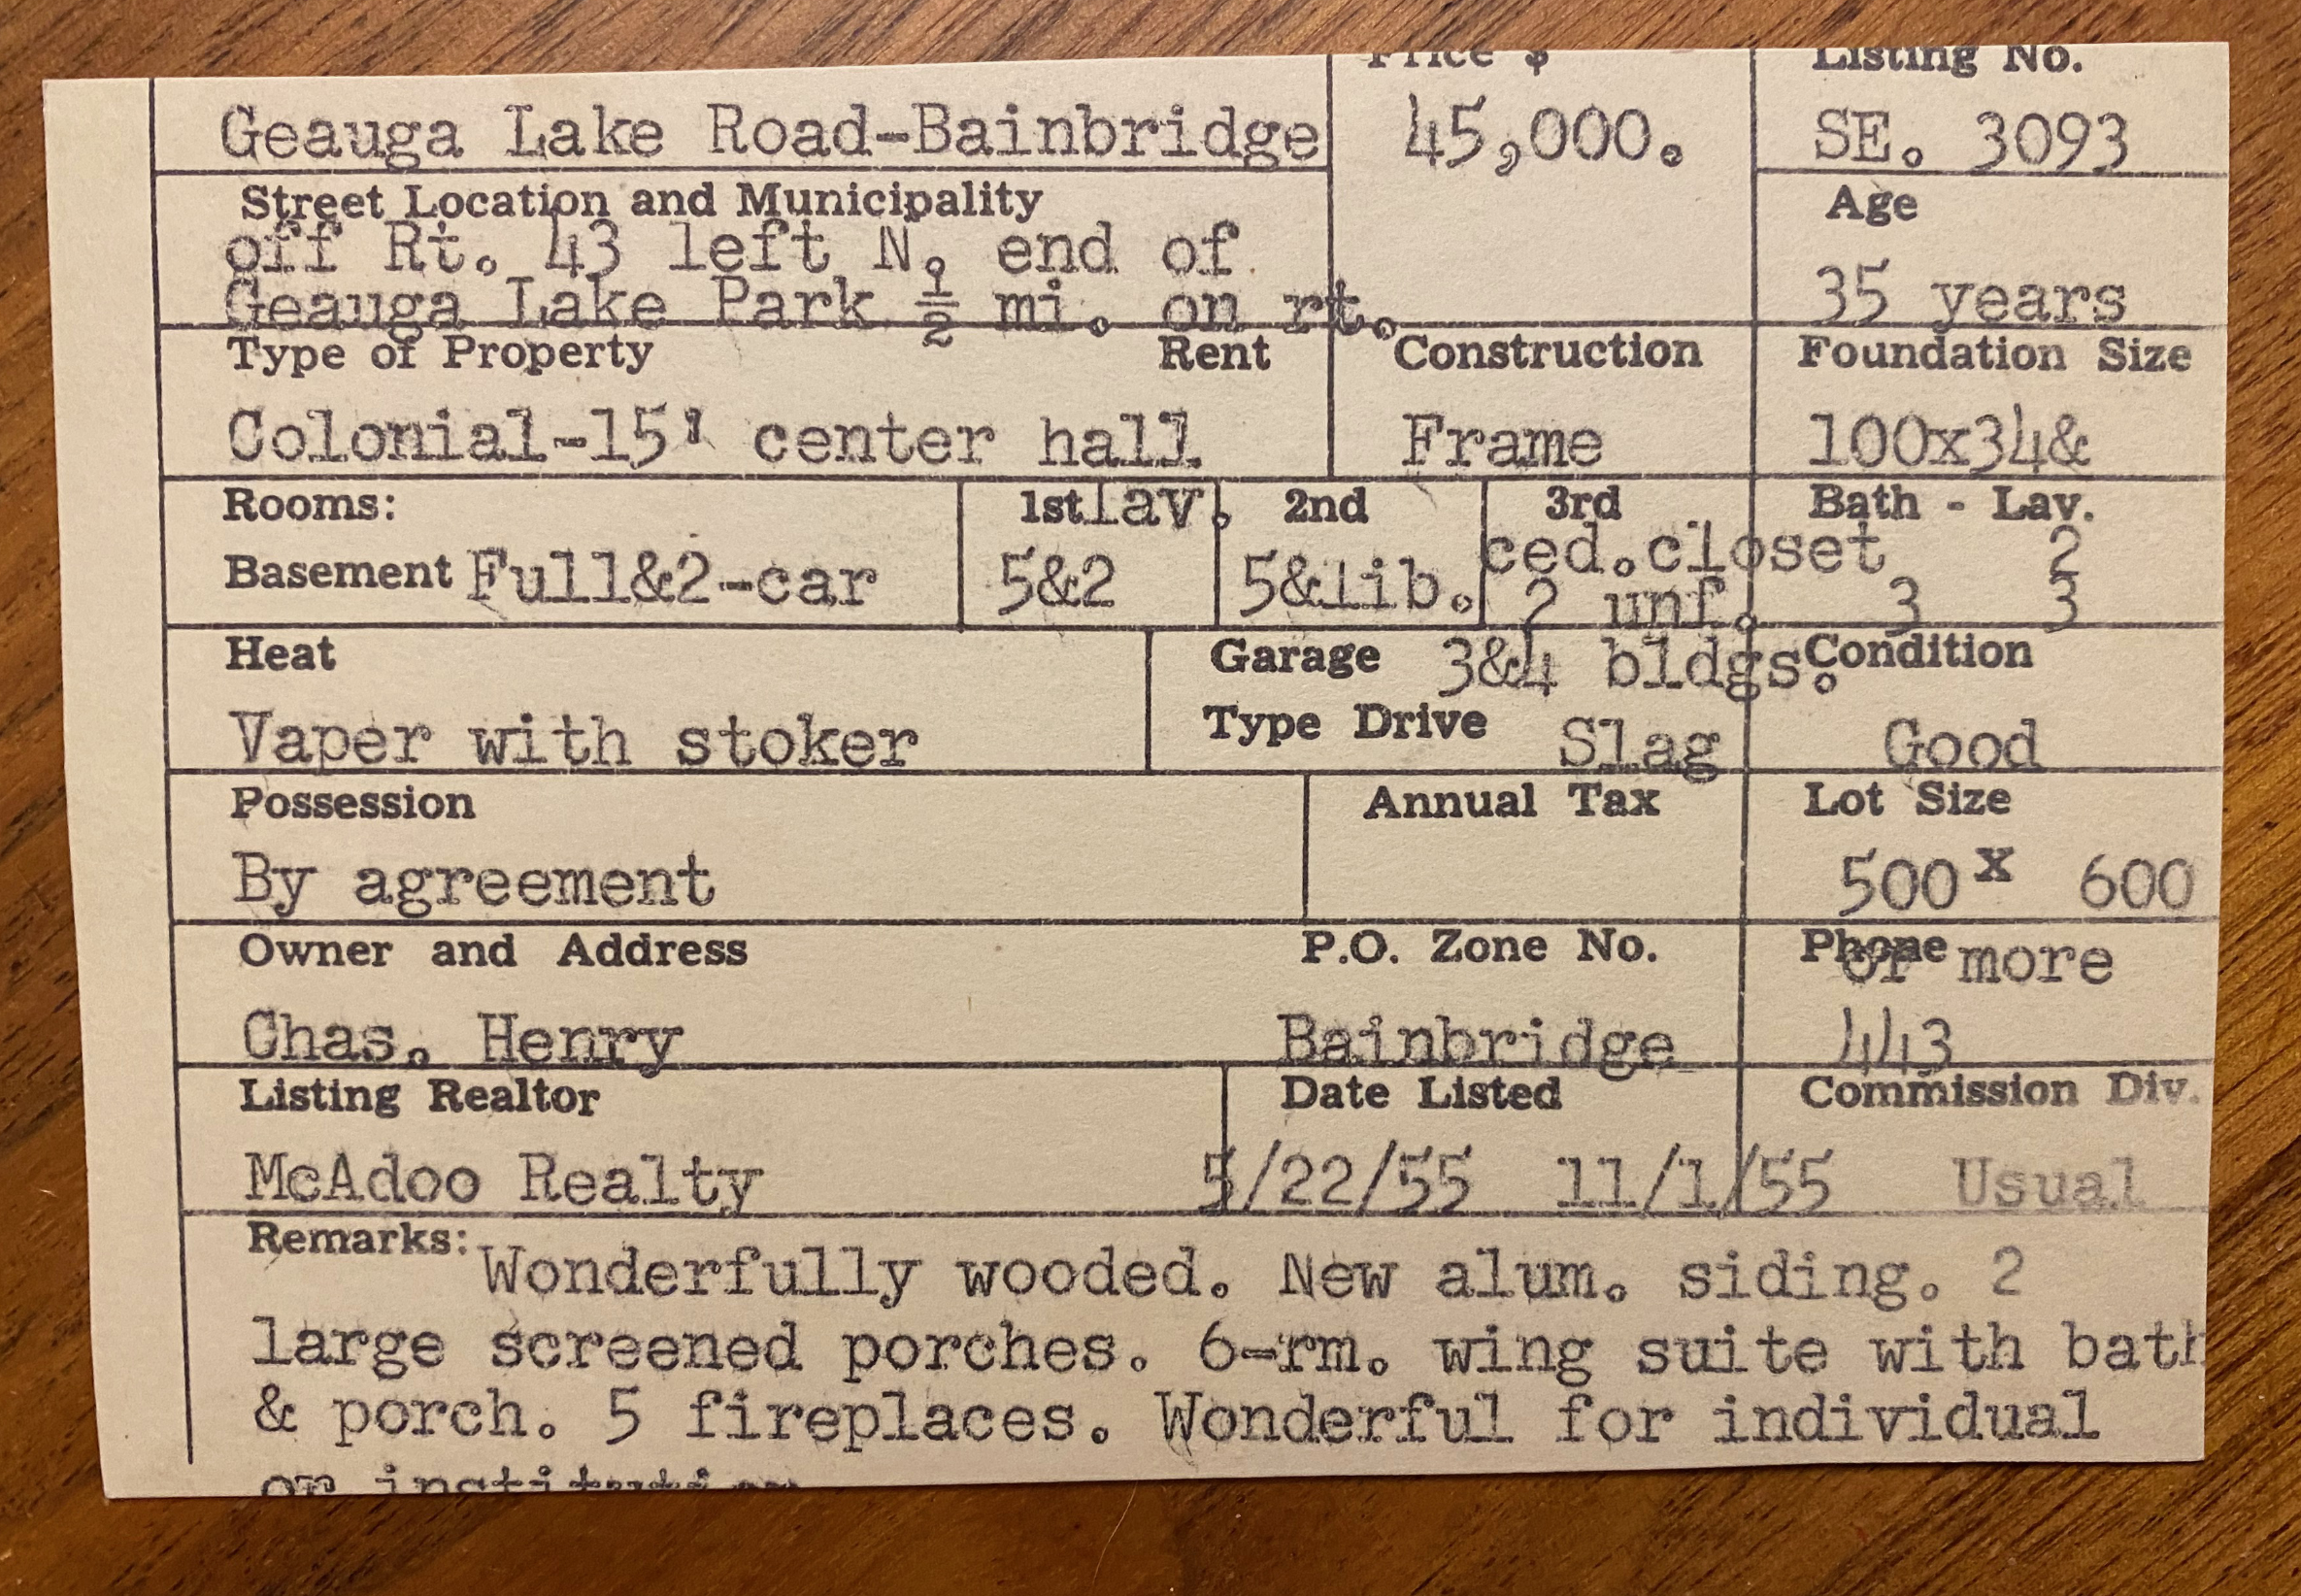 Price $ Listing No.
Geauga Lake Road-Bainbridge 45,000. SE. 3093
Street Location and Municipality Age
off Rt. 43 left N. end of
Geauga Lake Park ½ mi. on rt. 35 years
Type of Property Rent Construction Foundation Size
Colonial-15' center hall Frame 100x34&
Rooms: 1st lav. 2nd 3rd Bath - Lav.
ced.closet 2
Basement Full&2-car 5&2 5&lib. 2 unf. 3 3
Heat Garage 3&4 bldgs. Condition
Type Drive
Vaper with stoker Slag Good
Possession Annual Tax Lot Size
By agreement 500 x 600
Owner and Address P.O. Zone No. Phone
or more
Chas. Henry Bainbridge 443
Listing Realtor Date Listed Commission Div.
McAdoo Realty 5/22/55 11/1/55 Usual
Remarks: Wonderfully wooded. New alum. siding. 2
large screened porches. 6-rm. wing suite with bath
& porch. 5 fireplaces. Wonderful for individual
or institution